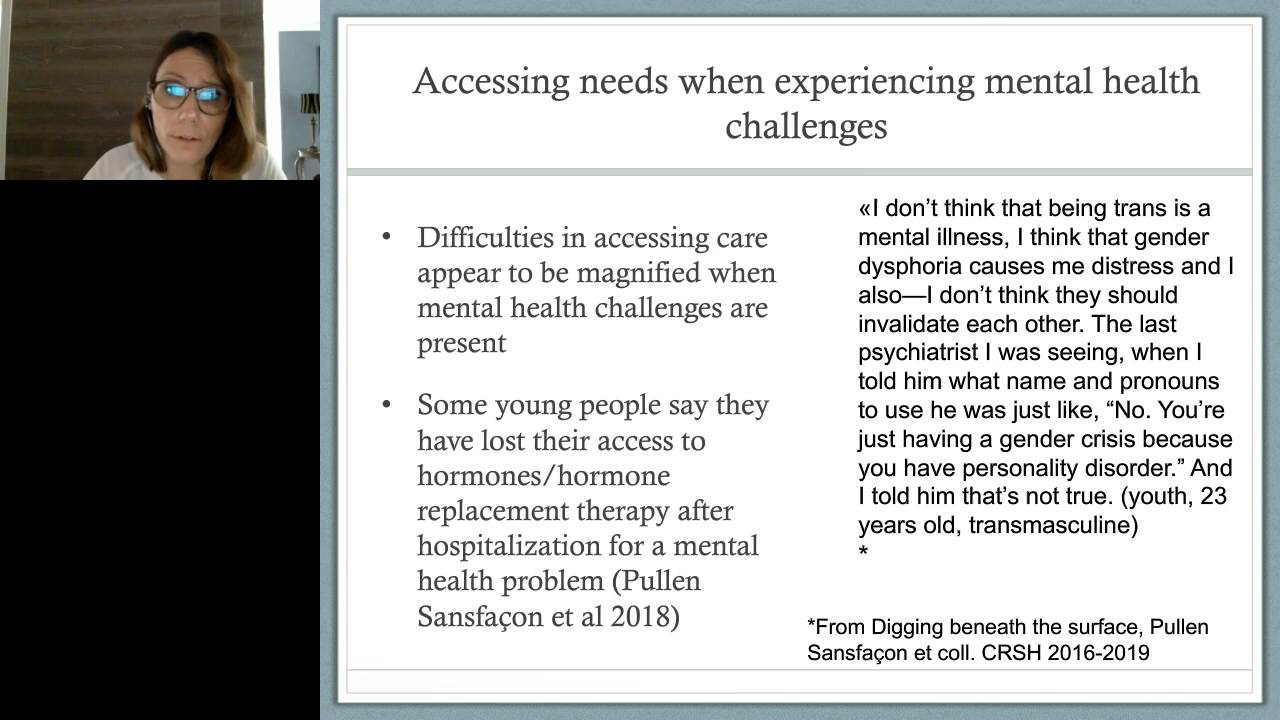 Accessing needs when experiencing mental health
challenges
• Difficulties in accessing care
appear to be magnified when
mental health challenges are
present
• Some young people say they
have lost their access to
hormones/hormone
replacement therapy after
hospitalization for a mental
health problem (Pullen
Sansfaçon et al 2018)
«I don’t think that being trans is a
mental illness, I think that gender
dysphoria causes me distress and I
also—I don’t think they should
invalidate each other. The last
psychiatrist I was seeing, when I
told him what name and pronouns
to use he was just like, “No. You’re
just having a gender crisis because
you have personality disorder.” And
I told him that’s not true. (youth, 23
years old, transmasculine)
*
*From Digging beneath the surface, Pullen
Sansfaçon et coll. CRSH 2016-2019